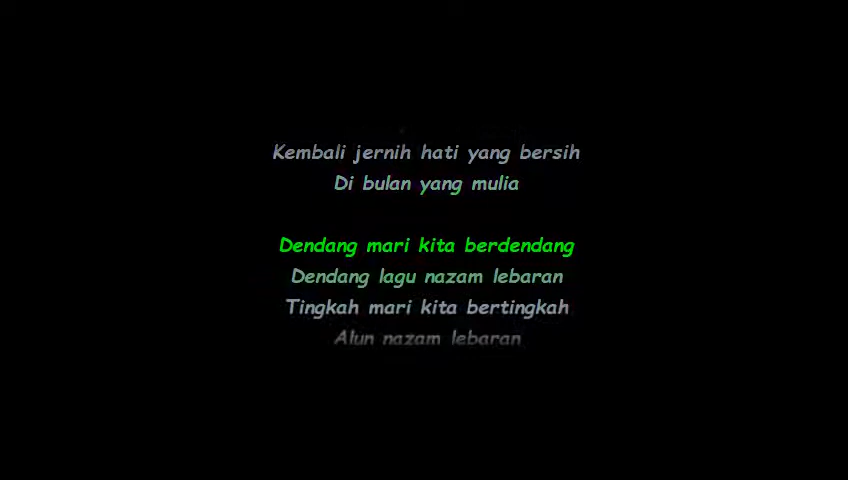 Kembali jernih hati yang bersih
Di bulan yang mulia
Dendang mari kita berdendang
Dendang lagu nazam lebaran
Tingkah mari kita bertingkah
Alun nazam lebaran